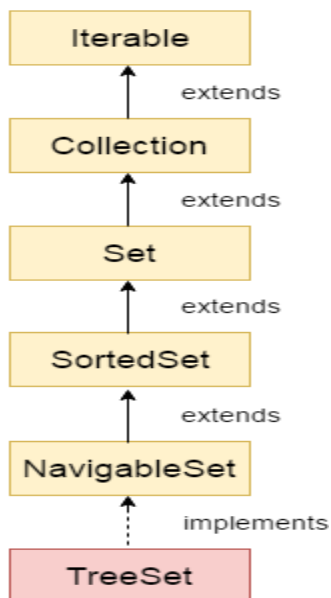 Iterable
extends
Collection
extends
Set
extends
SortedSet
extends
NavigableSet
implements
TreeSet